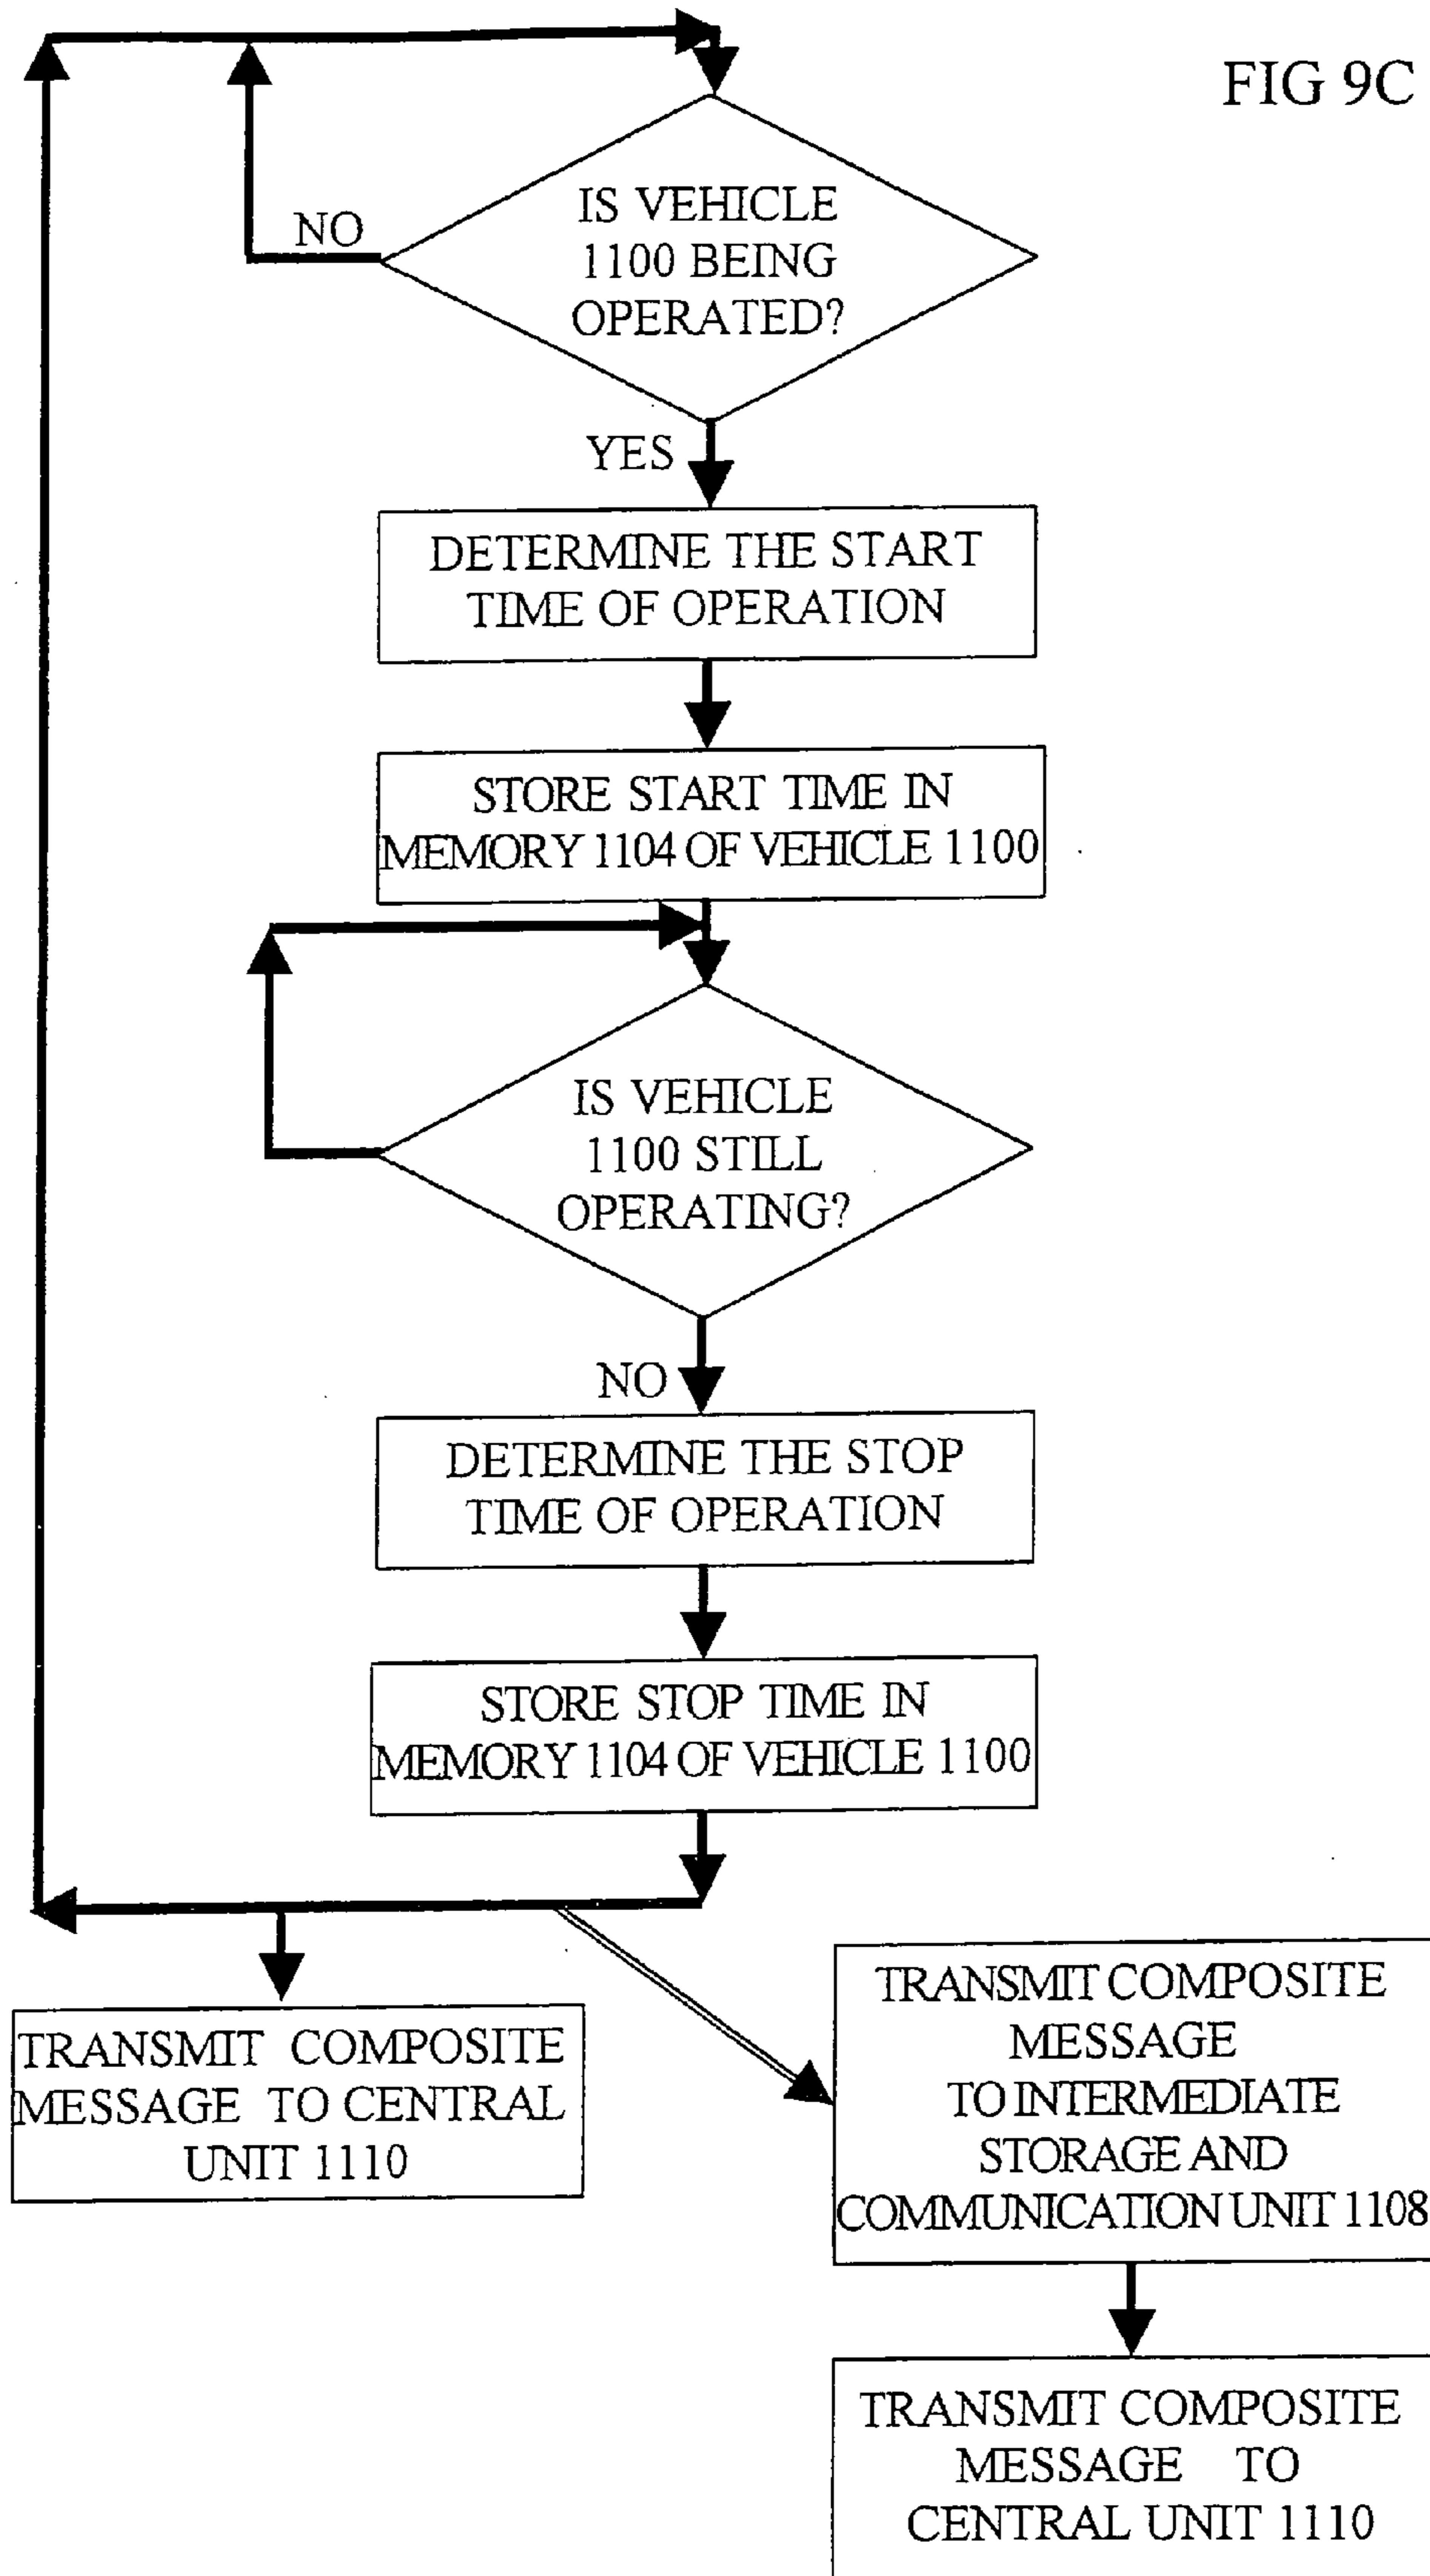 FIG 9C
IS VEHICLE
1100 BEING
OPERATED?
NO
YES
DETERMINE THE START
TIME OF OPERATION
STORE START TIME IN
MEMORY 1104 OF VEHICLE 1100
IS VEHICLE
1100 STILL
OPERATING?
NO
DETERMINE THE STOP
TIME OF OPERATION
STORE STOP TIME IN
MEMORY 1104 OF VEHICLE 1100
TRANSMIT COMPOSITE
MESSAGE TO CENTRAL
UNIT 1110
TRANSMIT COMPOSITE
MESSAGE
TO INTERMEDIATE
STORAGE AND
COMMUNICATION UNIT 1108
TRANSMIT COMPOSITE
MESSAGE TO
CENTRAL UNIT 1110